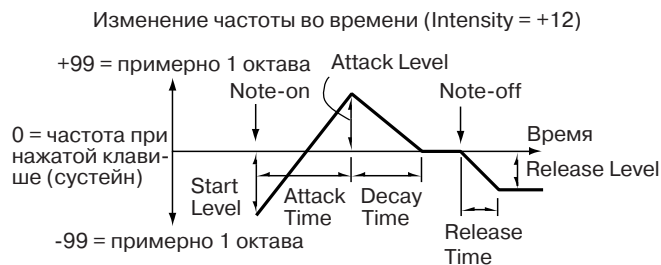 Изменение частоты во времени (Intensity = +12)
+99 = примерно 1 октава
Attack Level
Note-on
Note-off
0 = частота при
нажатой клави-
ше (сустейн)
Время
Start
Level
Attack
Time
Decay
Time
Release Level
-99 = примерно 1 октава
Release
Time